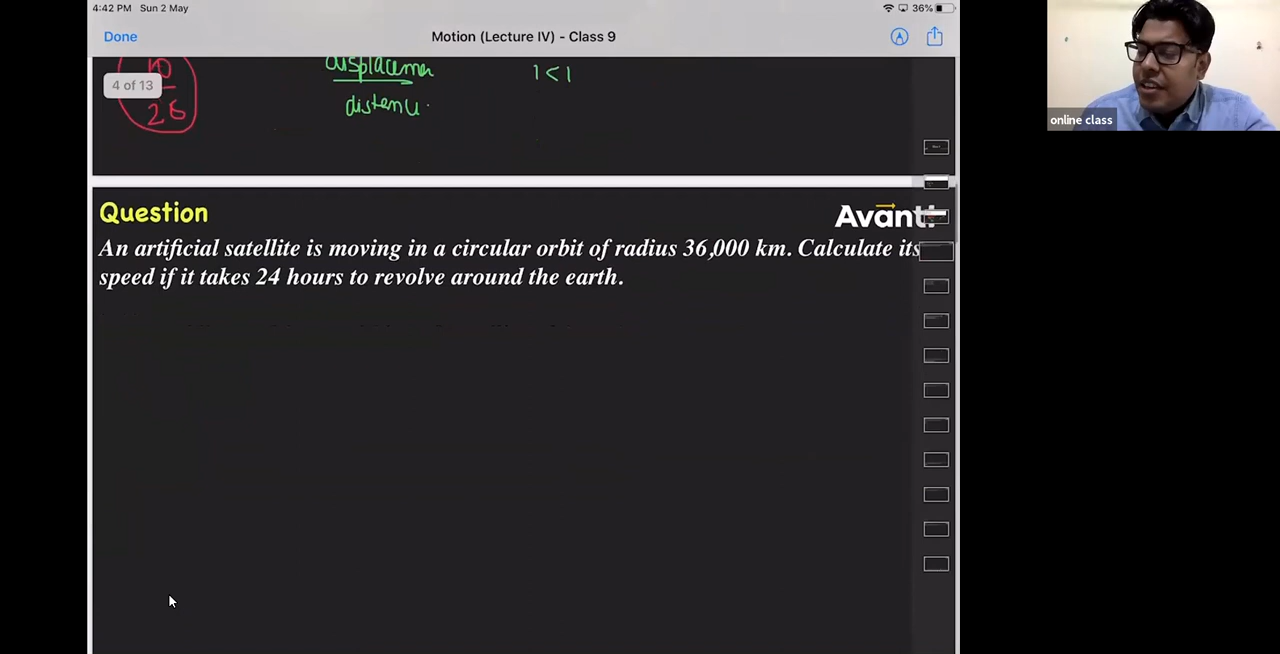 4:42 PM Sun 2 May
36%
Done
Motion (Lecture IV) - Class 9
4 of 13
10
26
distance
1 < 1
online class
Question
Avanti
An artificial satellite is moving in a circular orbit of radius 36,000 km. Calculate its
speed if it takes 24 hours to revolve around the earth.